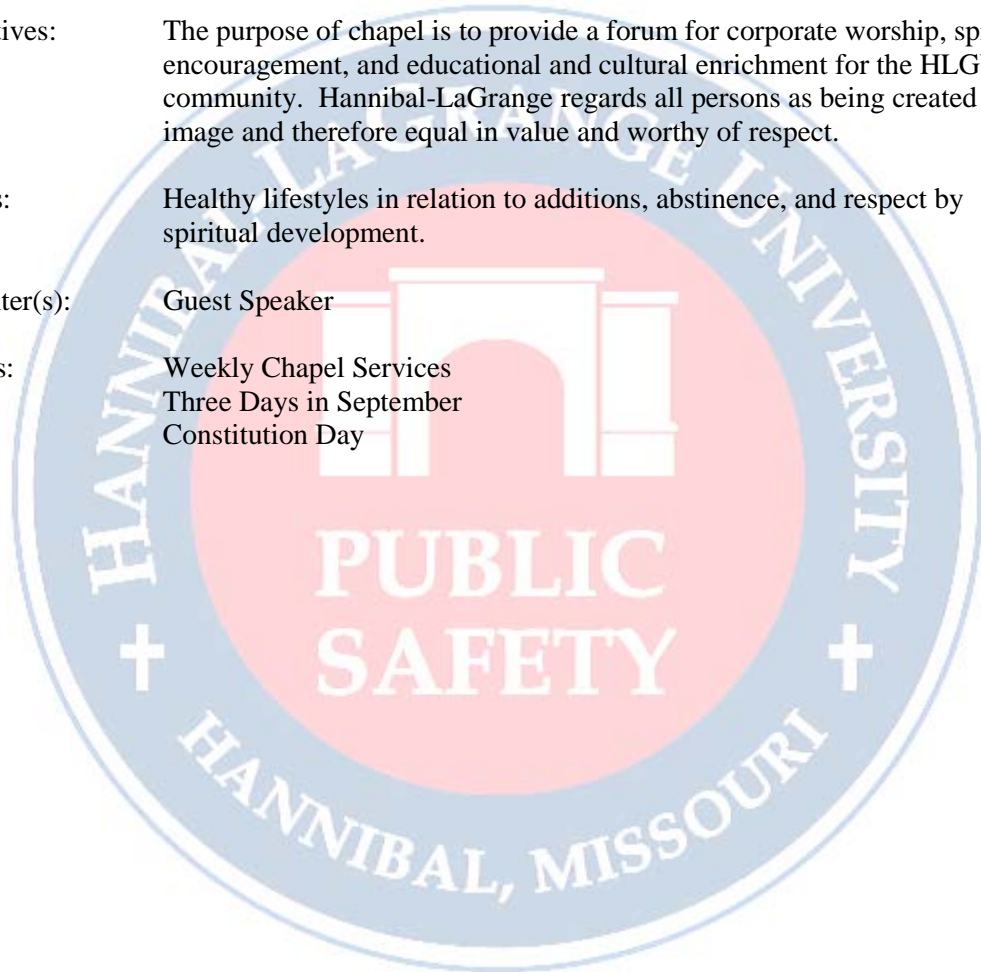 tives: The purpose of chapel is to provide a forum for corporate worship, sp
encouragement, and educational and cultural enrichment for the HLG
community. Hannibal-LaGrange regards all persons as being created
image and therefore equal in value and worthy of respect.
s: Healthy lifestyles in relation to additions, abstinence, and respect by
spiritual development.
ter(s): Guest Speaker
s: Weekly Chapel Services
Three Days in September
Constitution Day
HANNIBAL-LAGRANGE UNIVERSITY
PUBLIC
SAFETY
HANNIBAL, MISSOURI